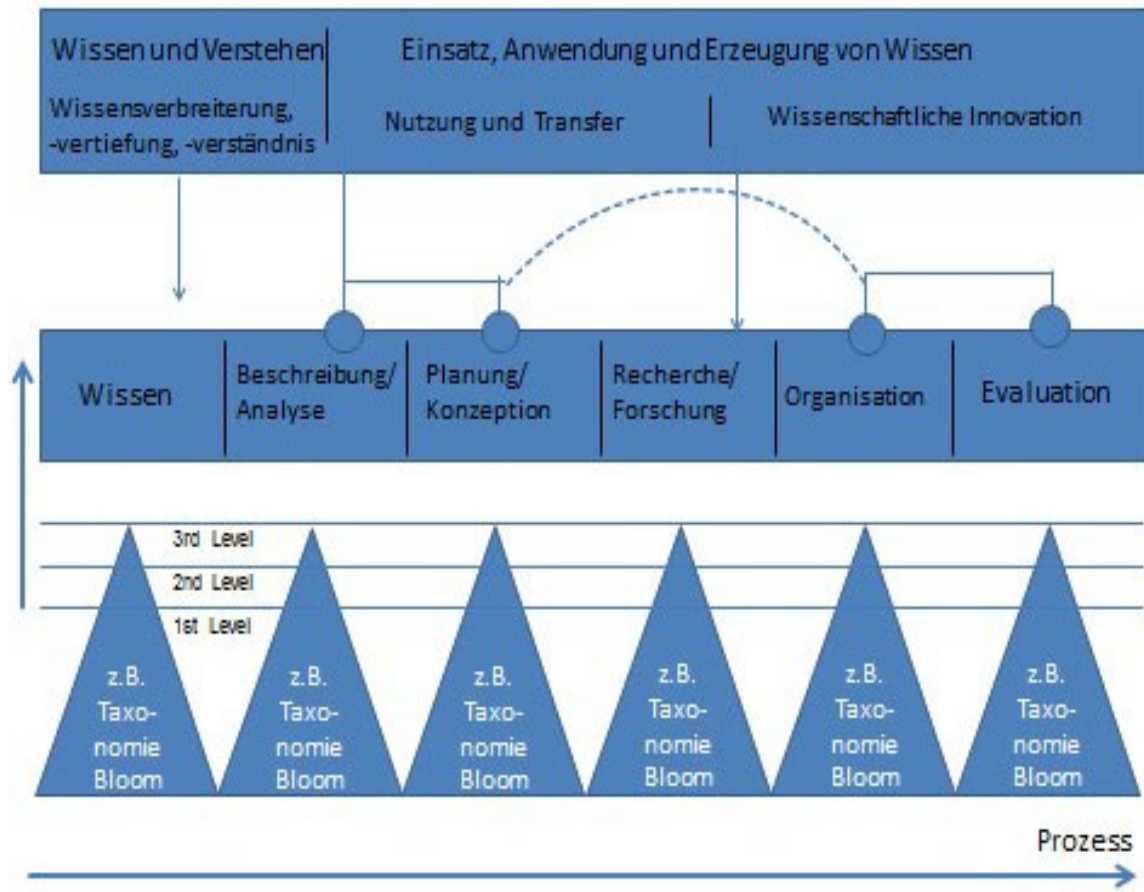 Wissen und Verstehen
Einsatz, Anwendung und Erzeugung von Wissen
Wissensverbreiterung,
-vertiefung, -verständnis
Nutzung und Transfer
Wissenschaftliche Innovation
Wissen
Beschreibung/
Analyse
Planung/
Konzeption
Recherche/
Forschung
Organisation
Evaluation
3rd Level
2nd Level
1st Level
z.B.
Taxo-
nomie
Bloom
z.B.
Taxo-
nomie
Bloom
z.B.
Taxo-
nomie
Bloom
z.B.
Taxo-
nomie
Bloom
z.B.
Taxo-
nomie
Bloom
z.B.
Taxo-
nomie
Bloom
Prozess